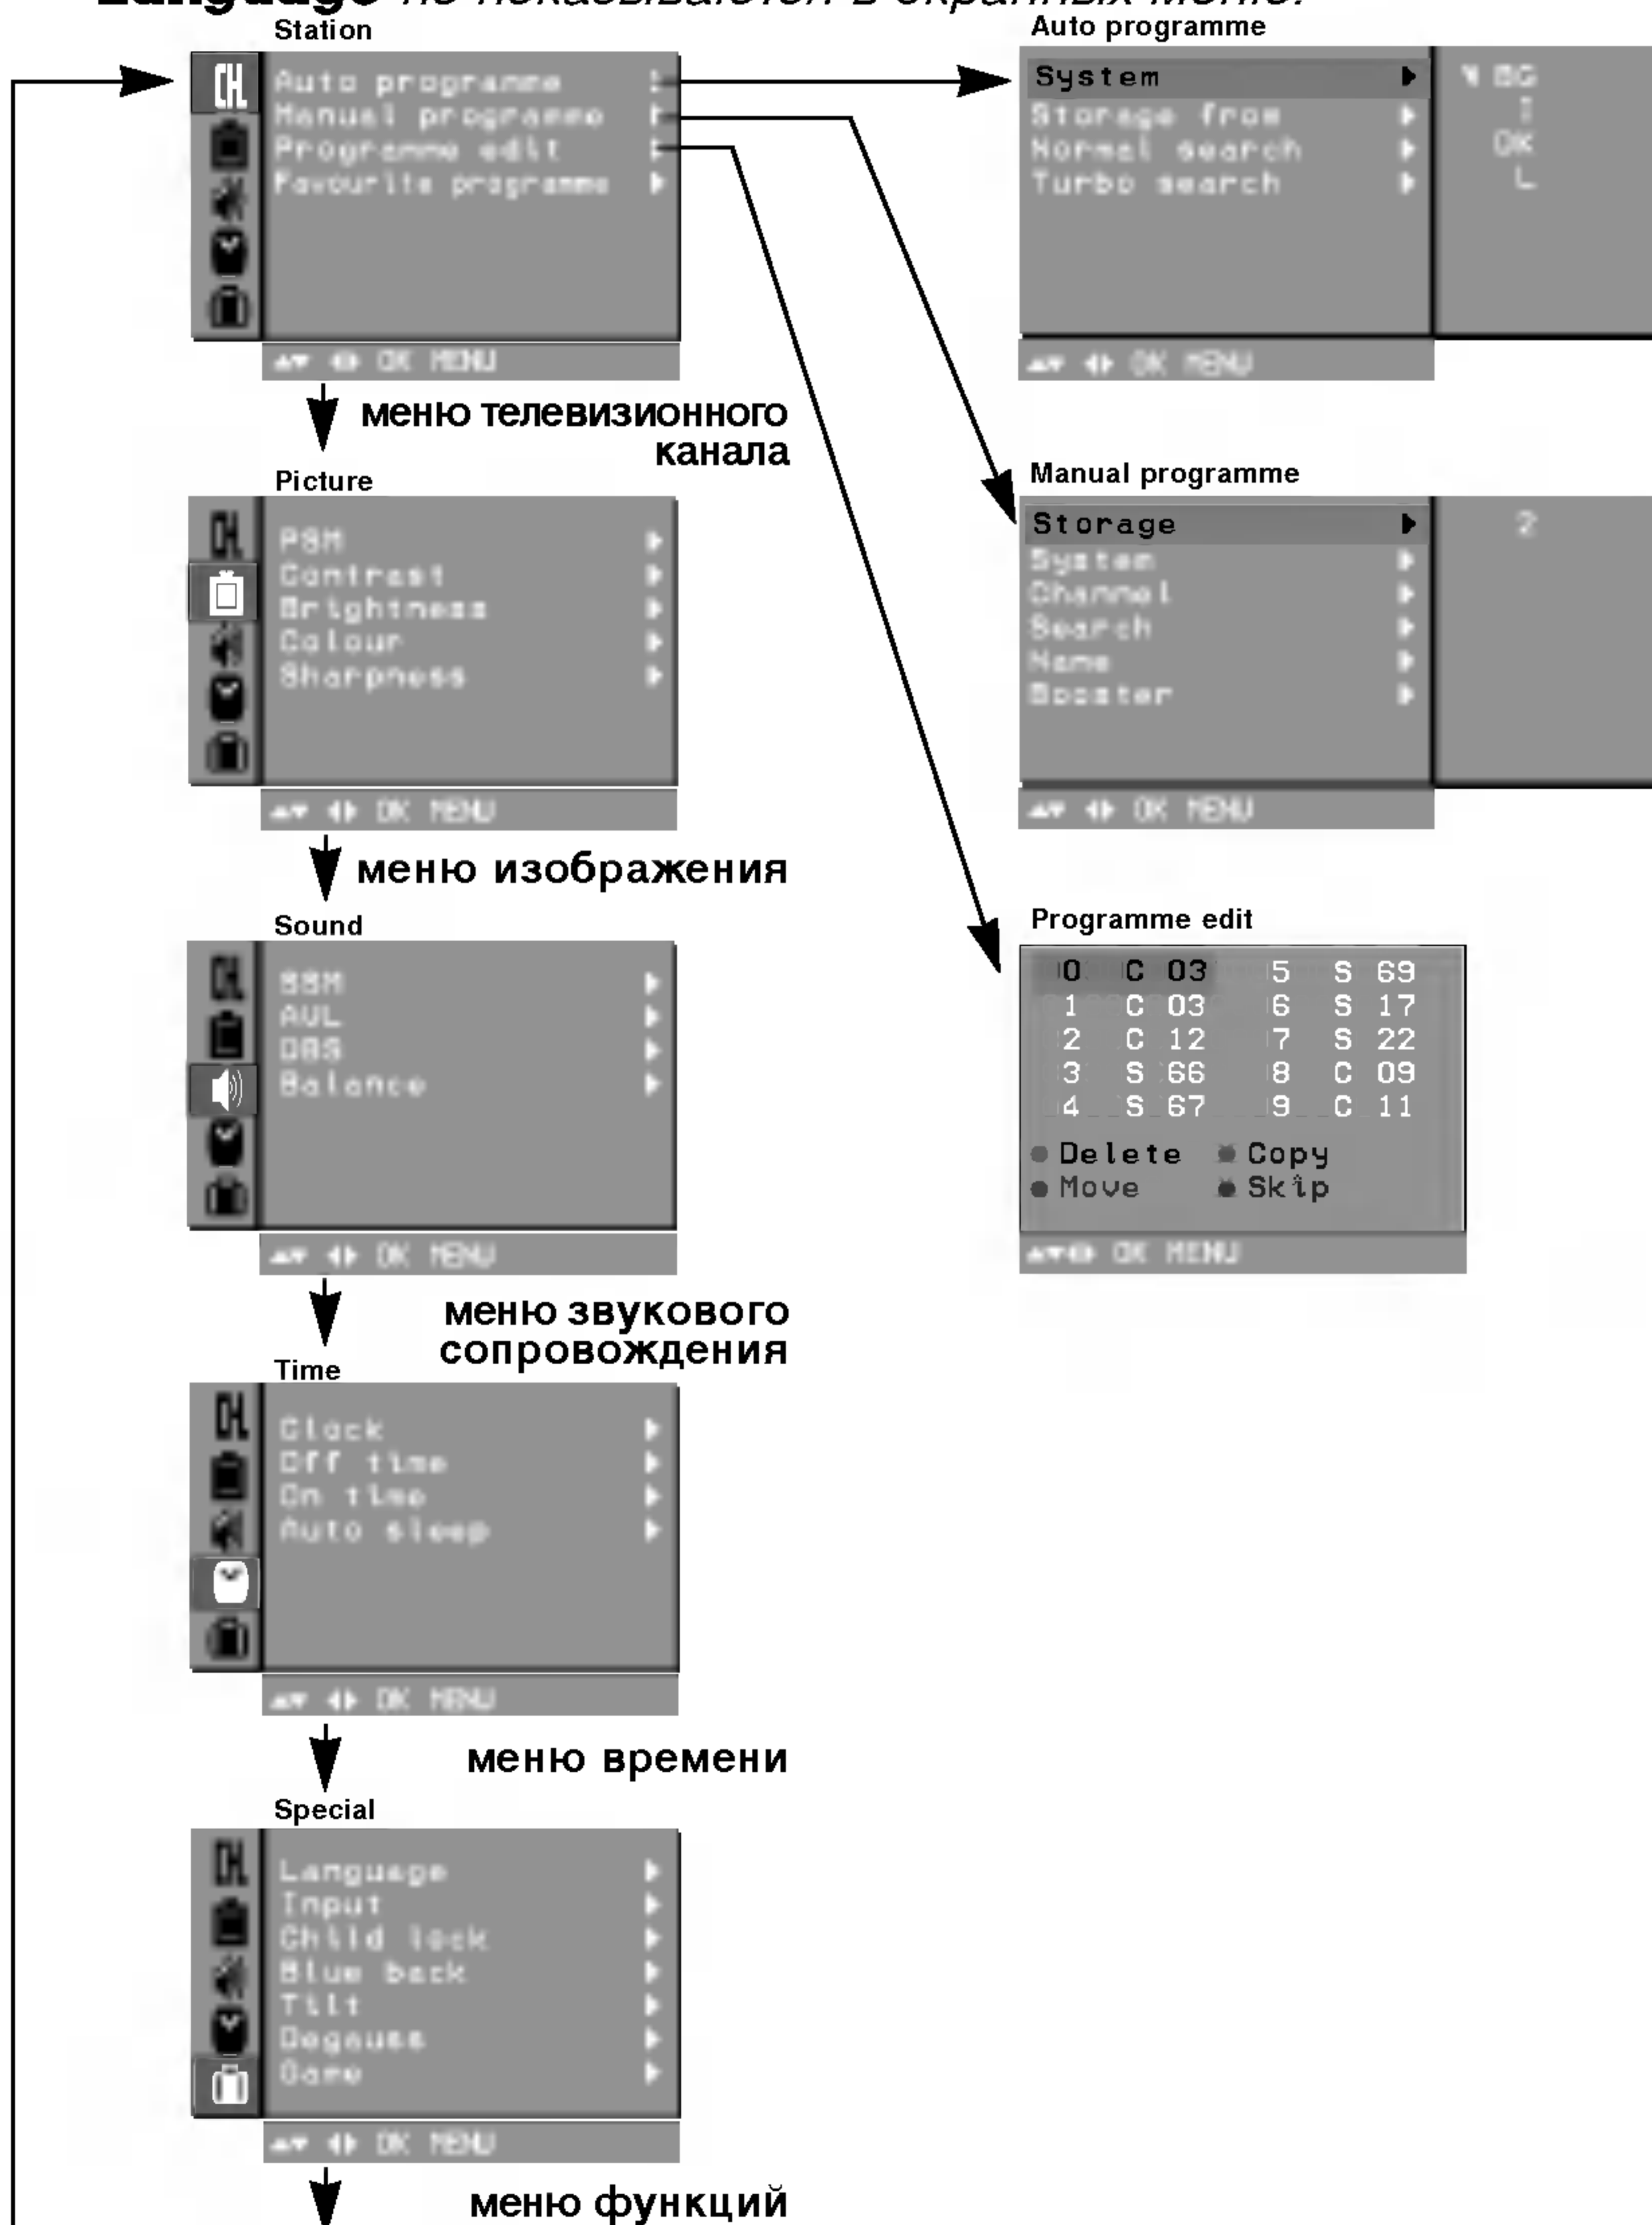 Language не показываются в экранных меню.
Station
Auto programme
Manual programme
Programme edit
Favourite programme
OK MENU
меню телевизионного
канала
Picture
PSM
Contrast
Brightness
Colour
Sharpness
OK MENU
меню изображения
Sound
SSM
AVL
DBS
Balance
OK MENU
меню звукового
сопровождения
Time
Clock
Off time
On time
Auto sleep
OK MENU
меню времени
Special
Language
Input
Child lock
Blue back
Tilt
Degauss
Game
OK MENU
меню функций
Auto programme
System BG
Storage from
Normal search OK
Turbo search
OK MENU
Manual programme
Storage 2
System
Channel
Search
Name
Booster
OK MENU
Programme edit
0 C 03 5 S 69
1 C 03 6 S 17
2 C 12 7 S 22
3 S 66 8 C 09
4 S 67 9 C 11
Delete Copy
Move Skip
OK MENU